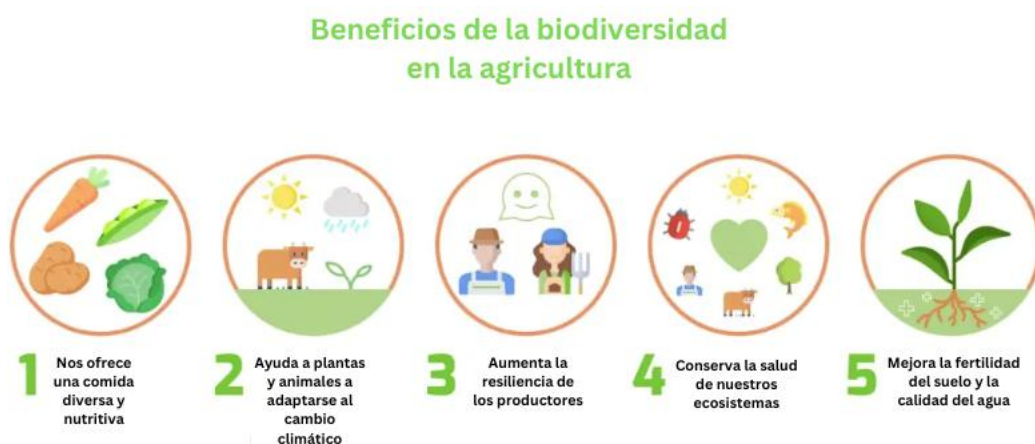 Beneficios de la biodiversidad
en la agricultura
1
Nos ofrece
una comida
diversa y
nutritiva
2
Ayuda a plantas
y animales a
adaptarse al
cambio
climático
3
Aumenta la
resiliencia de
los productores
4
Conserva la salud
de nuestros
ecosistemas
5
Mejora la fertilidad
del suelo y la
calidad del agua